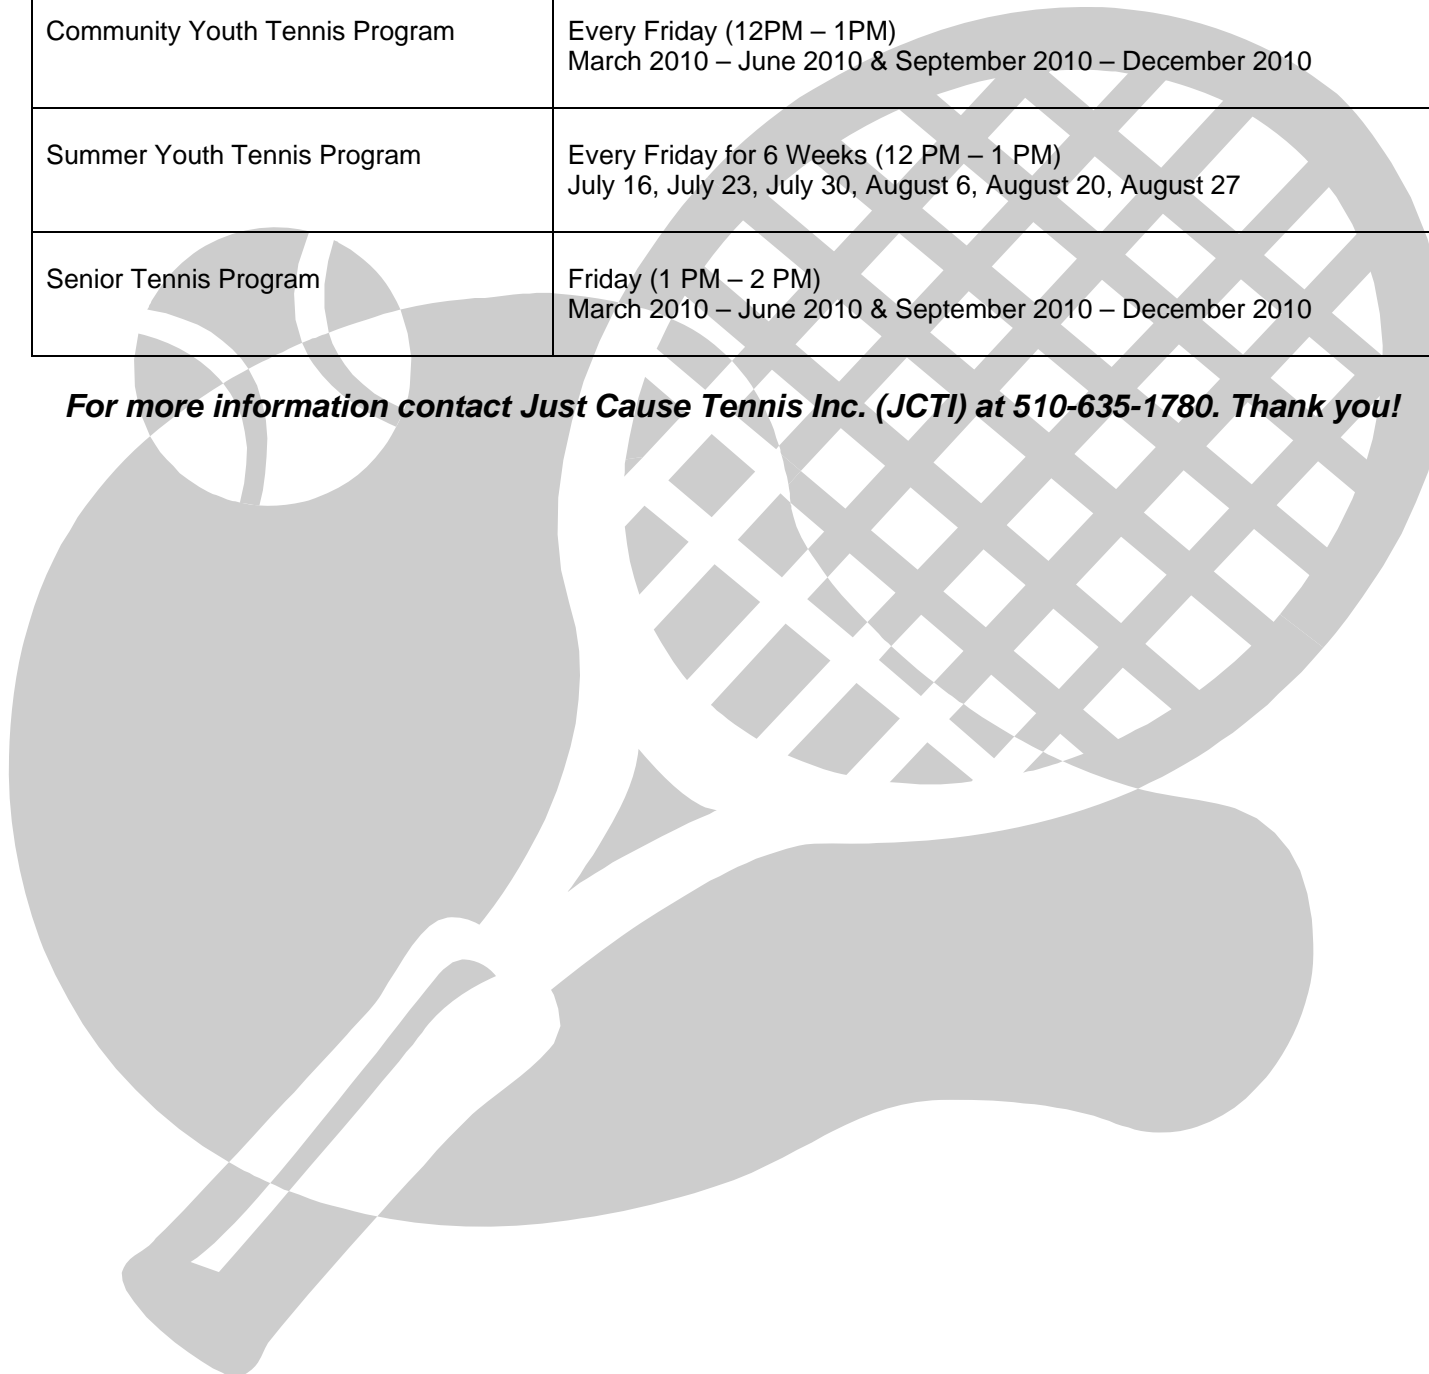 Community Youth Tennis Program
Every Friday (12PM – 1PM)
March 2010 – June 2010 & September 2010 – December 2010
Summer Youth Tennis Program
Every Friday for 6 Weeks (12 PM – 1 PM)
July 16, July 23, July 30, August 6, August 20, August 27
Senior Tennis Program
Friday (1 PM – 2 PM)
March 2010 – June 2010 & September 2010 – December 2010
For more information contact Just Cause Tennis Inc. (JCTI) at 510-635-1780. Thank you!